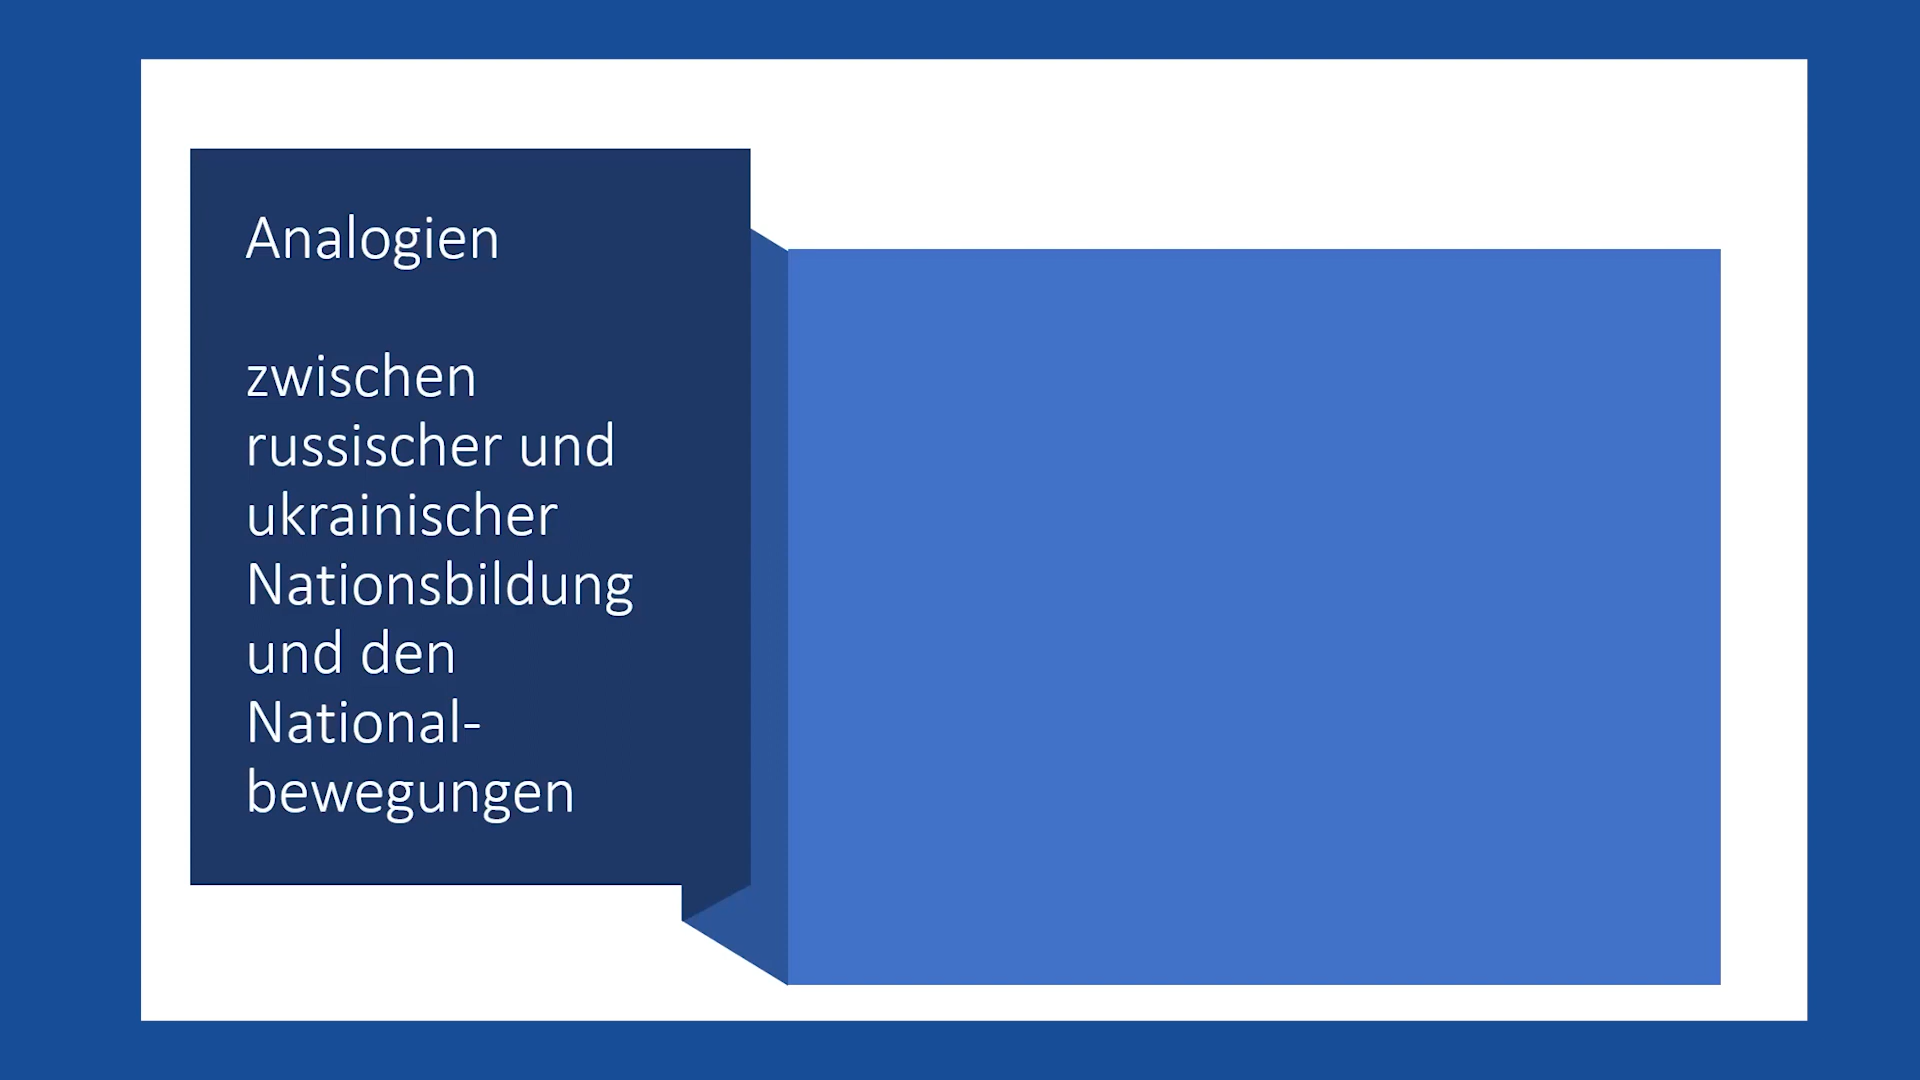 Analogien
zwischen
russischer und
ukrainischer
Nationsbildung
und den
National-
bewegungen